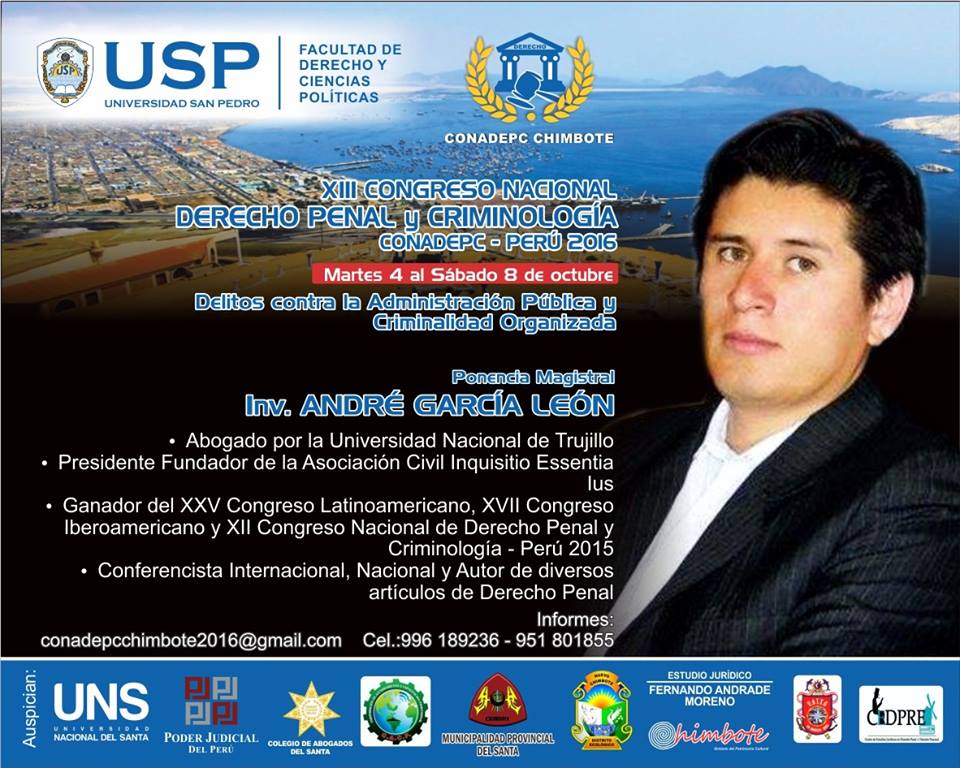 USP
UNIVERSIDAD SAN PEDRO
FACULTAD DE
DERECHO Y
CIENCIAS
POLÍTICAS
USP
DERECHO
CONADEPC CHIMBOTE
XIII CONGRESO NACIONAL
DERECHO PENAL y CRIMINOLOGÍA
CONADEPC - PERÚ 2016
Martes 4 al Sábado 8 de octubre
Delitos contra la Administración Pública y
Criminalidad Organizada
Ponencia Magistral
Inv. ANDRÉ GARCÍA LEÓN
• Abogado por la Universidad Nacional de Trujillo
• Presidente Fundador de la Asociación Civil Inquisitio Essentia
Ius
• Ganador del XXV Congreso Latinoamericano, XVII Congreso
Iberoamericano y XII Congreso Nacional de Derecho Penal y
Criminología - Perú 2015
• Conferencista Internacional, Nacional y Autor de diversos
artículos de Derecho Penal
Informes:
conadepcchimbote2016@gmail.com Cel.:996 189236 - 951 801855
Auspician:
UNS
UNIVERSIDAD
NACIONAL DEL SANTA
PODER JUDICIAL
DEL PERÚ
COLEGIO DE ABOGADOS
DEL SANTA
MUNICIPALIDAD PROVINCIAL
DEL SANTA
NUEVO
CHIMBOTE
DISTRITO
ECOLÓGICO
ESTUDIO JURÍDICO
FERNANDO ANDRADE
MORENO
Chimbote
CEDPRE